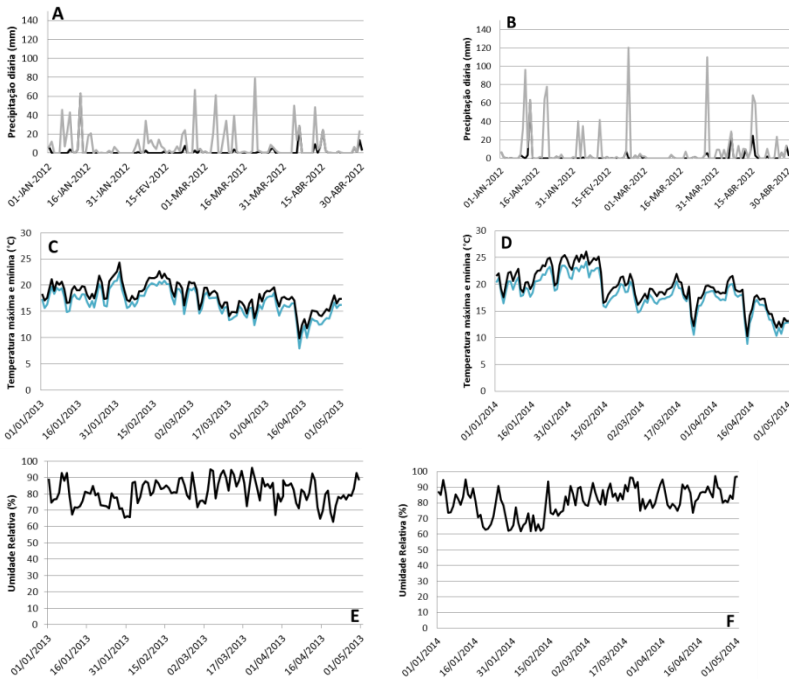 A
Precipitação diária (mm)
140
120
100
80
60
40
20
0
01-JAN-2012
16-JAN-2012
31-JAN-2012
15-FEV-2012
01-MAR-2012
16-MAR-2012
31-MAR-2012
15-ABR-2012
30-ABR-2012
B
Precipitação diária (mm)
140
120
100
80
60
40
20
0
01-JAN-2012
16-JAN-2012
31-JAN-2012
15-FEV-2012
01-MAR-2012
16-MAR-2012
31-MAR-2012
15-ABR-2012
30-ABR-2012
C
Temperatura máxima e mínina (°C)
30
25
20
15
10
5
0
01/01/2013
16/01/2013
31/01/2013
15/02/2013
02/03/2013
17/03/2013
01/04/2013
16/04/2013
01/05/2013
D
Temperatura máxima e mínina (°C)
30
25
20
15
10
5
0
01/01/2014
16/01/2014
31/01/2014
15/02/2014
02/03/2014
17/03/2014
01/04/2014
16/04/2014
01/05/2014
Umidade Relativa (%)
100
90
80
70
60
50
40
30
20
10
0
E
01/01/2013
16/01/2013
31/01/2013
15/02/2013
02/03/2013
17/03/2013
01/04/2013
16/04/2013
01/05/2013
Umidade Relativa (%)
100
90
80
70
60
50
40
30
20
10
0
F
01/01/2014
16/01/2014
31/01/2014
15/02/2014
02/03/2014
17/03/2014
01/04/2014
16/04/2014
01/05/2014